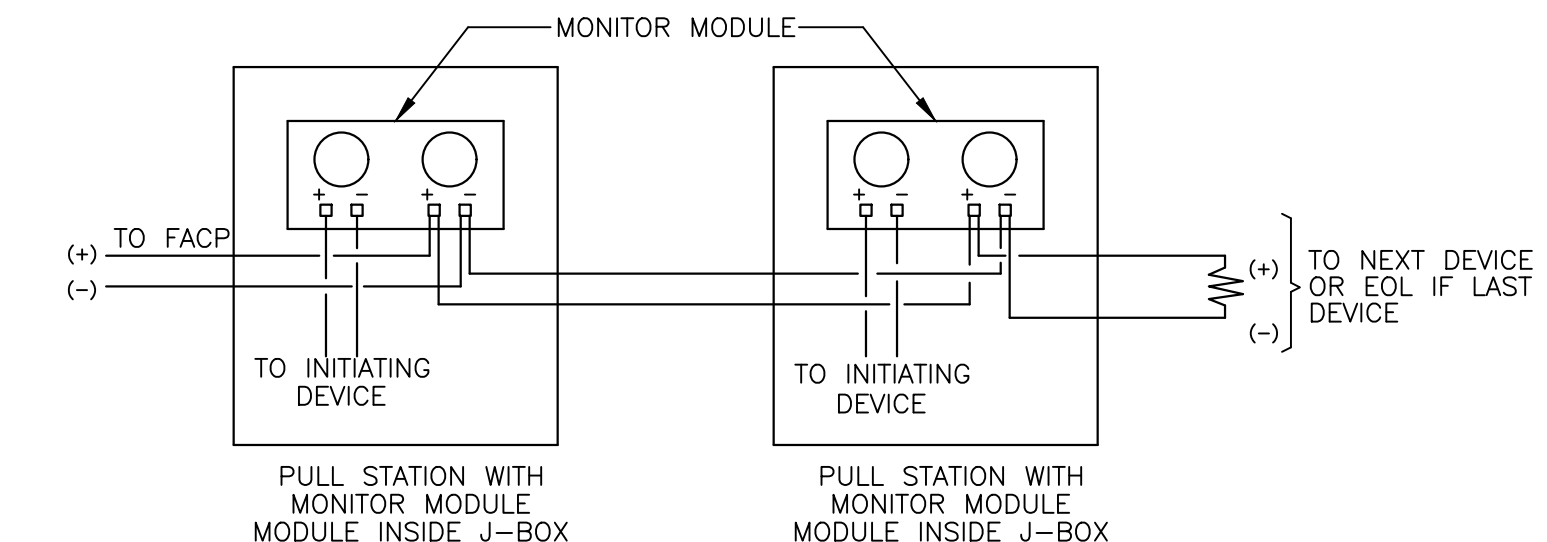 MONITOR MODULE
+ − + −
+ − + −
TO FACP
(+)
(−)
(+)
(−)
TO NEXT DEVICE
OR EOL IF LAST
DEVICE
TO INITIATING
DEVICE
TO INITIATING
DEVICE
PULL STATION WITH
MONITOR MODULE
MODULE INSIDE J−BOX
PULL STATION WITH
MONITOR MODULE
MODULE INSIDE J−BOX